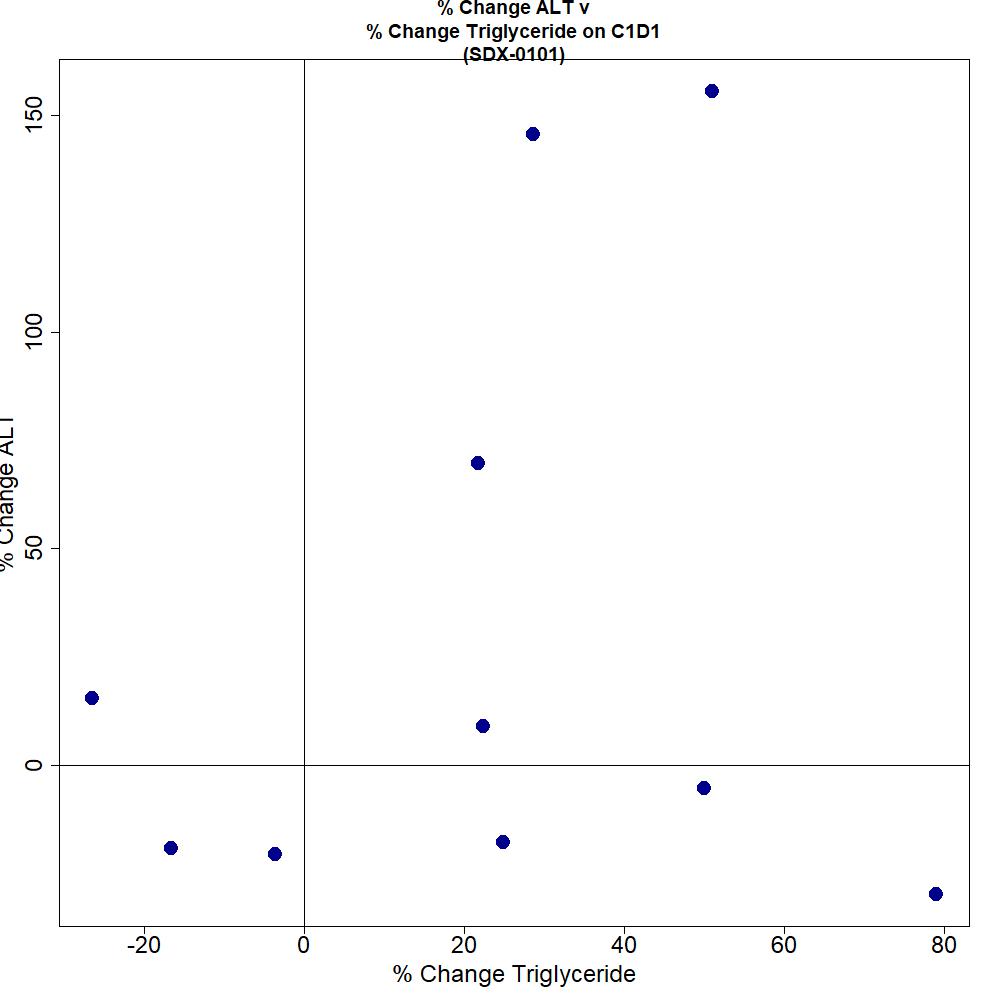 % Change ALT v
% Change Triglyceride on C1D1
(SDX-0101)
150
100
50
0
% Change ALT
-20 0 20 40 60 80
% Change Triglyceride